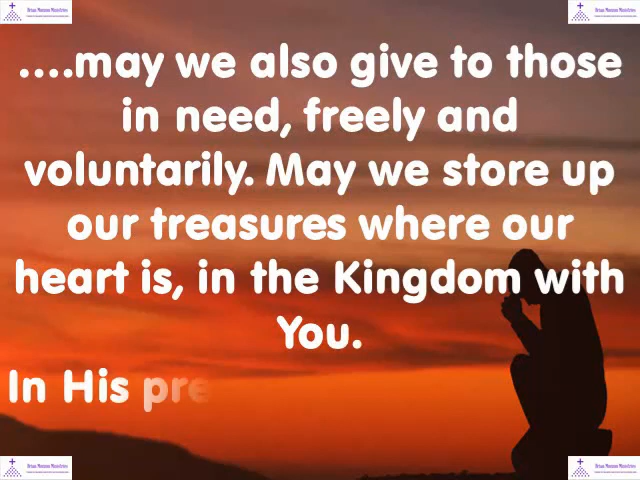 ....may we also give to those
in need, freely and
voluntarily. May we store up
our treasures where our
heart is, in the Kingdom with
You.
In His pre